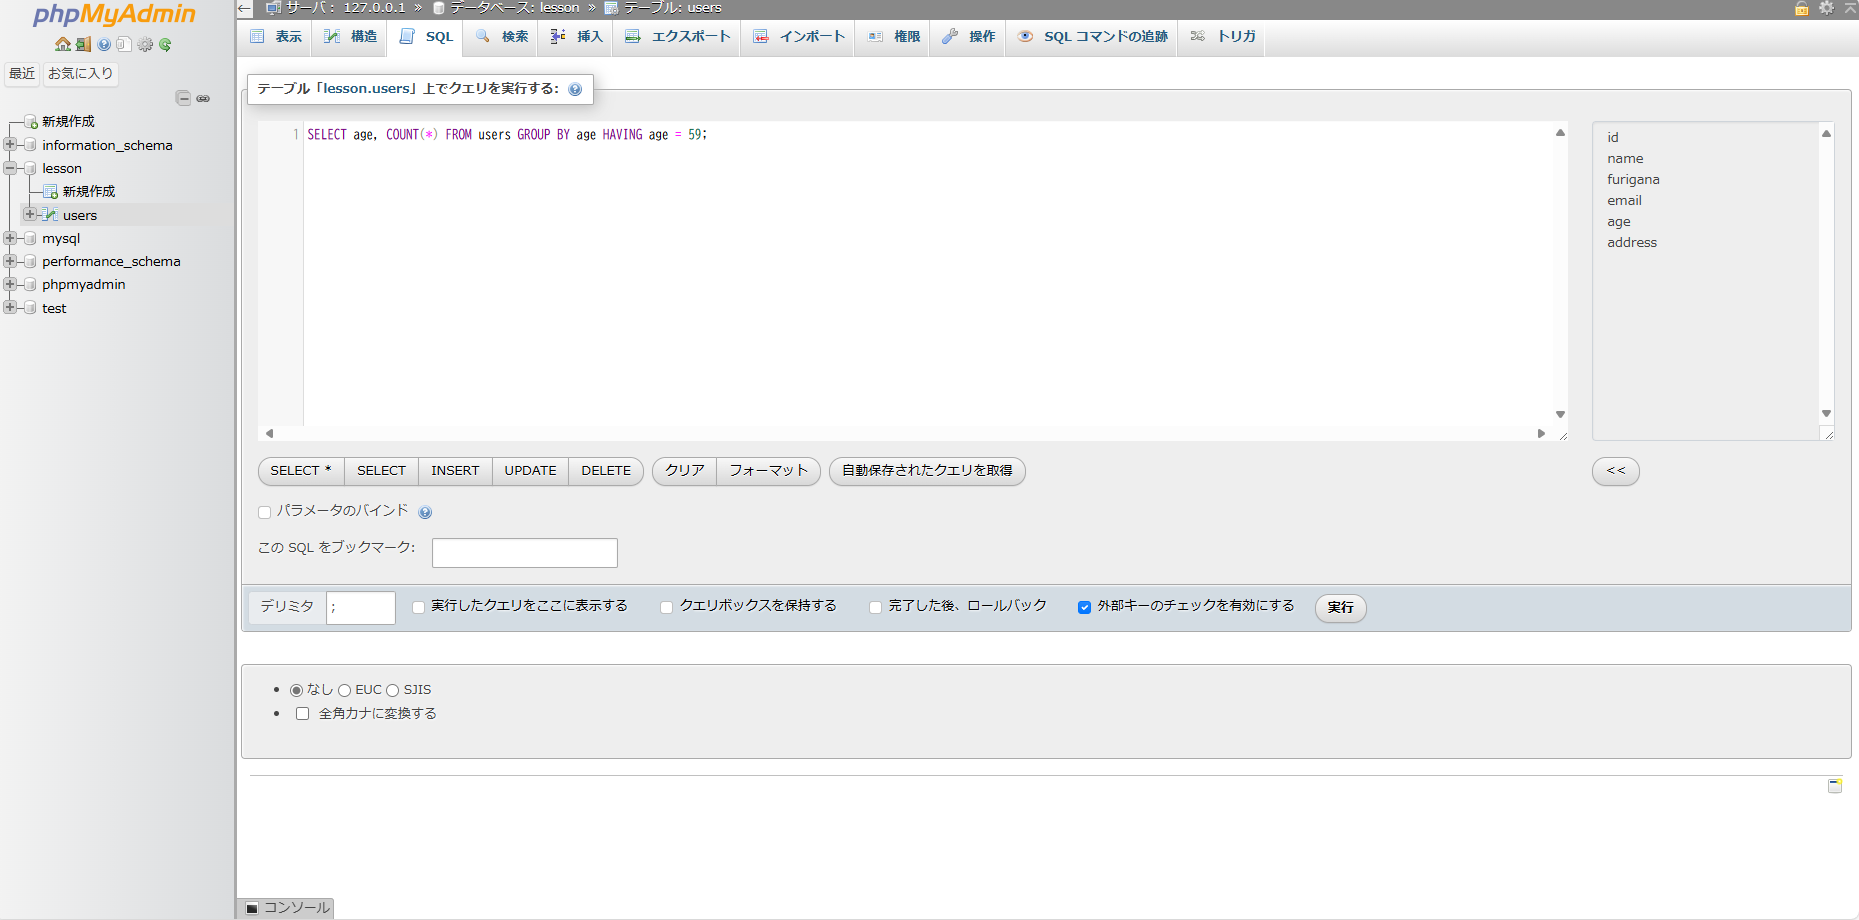 phpMyAdmin
最近 お気に入り
新規作成
information_schema
lesson
新規作成
users
mysql
performance_schema
phpmyadmin
test
サーバ: 127.0.0.1 » データベース: lesson » テーブル: users
表示 構造 SQL 検索 挿入 エクスポート インポート 権限 操作 SQL コマンドの追跡 トリガ
テーブル「lesson.users」上でクエリを実行する:
1 SELECT age, COUNT(*) FROM users GROUP BY age HAVING age = 59;
id
name
furigana
email
age
address
SELECT * SELECT INSERT UPDATE DELETE クリア フォーマット 自動保存されたクエリを取得 <<
パラメータのバインド
この SQL をブックマーク:
デリミタ ; 実行したクエリをここに表示する クエリボックスを保持する 完了した後、ロールバック 外部キーのチェックを有効にする 実行
なし EUC SJIS
全角カナに変換する
コンソール